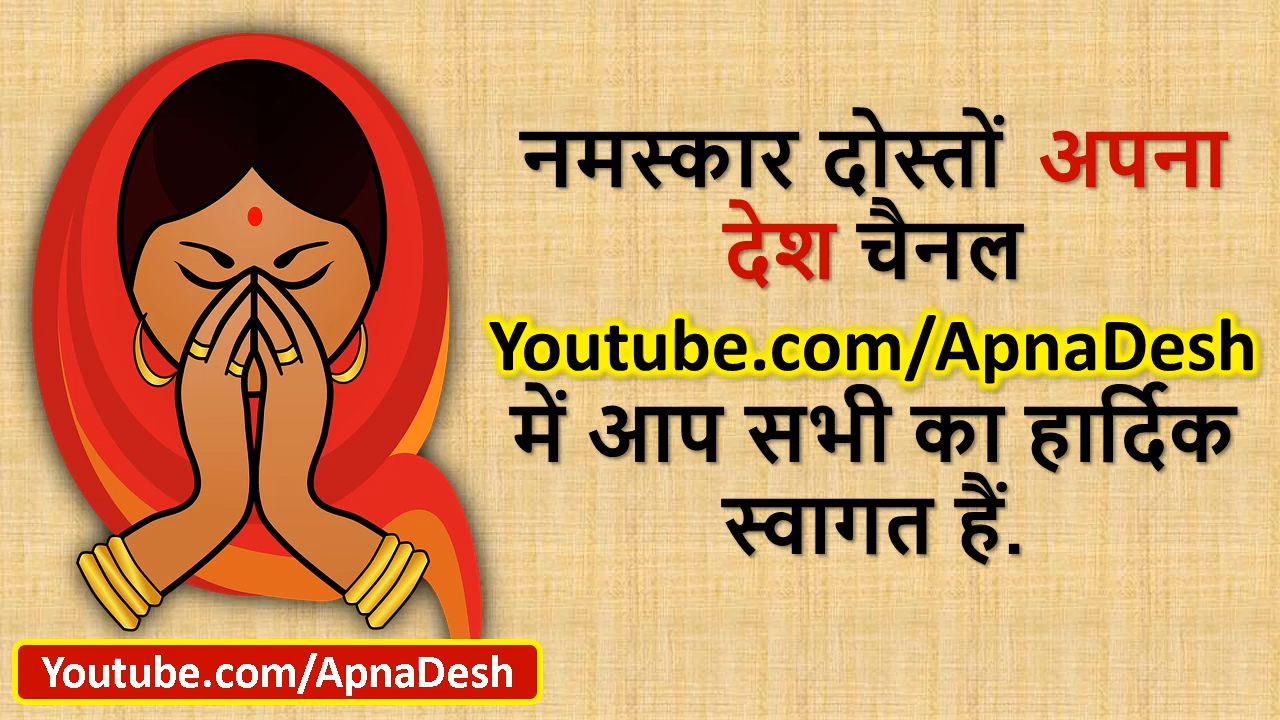 नमस्कार दोस्तों अपना
देश चैनल
Youtube.com/ApnaDesh
में आप सभी का हार्दिक
स्वागत हैं.
Youtube.com/ApnaDesh